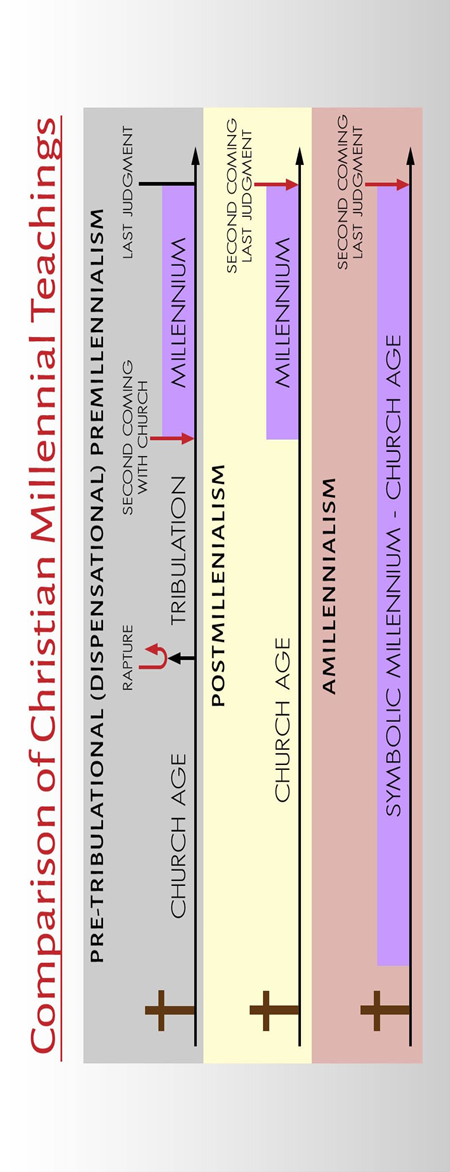 Comparison of Christian Millennial Teachings
PRE-TRIBULATIONAL (DISPENSATIONAL) PREMILLENNIALISM
RAPTURE
SECOND COMING
WITH CHURCH
LAST JUDGMENT
CHURCH AGE
TRIBULATION
MILLENNIUM
POSTMILLENIALISM
SECOND COMING
LAST JUDGMENT
CHURCH AGE
MILLENNIUM
AMILLENNIALISM
SECOND COMING
LAST JUDGMENT
SYMBOLIC MILLENNIUM - CHURCH AGE